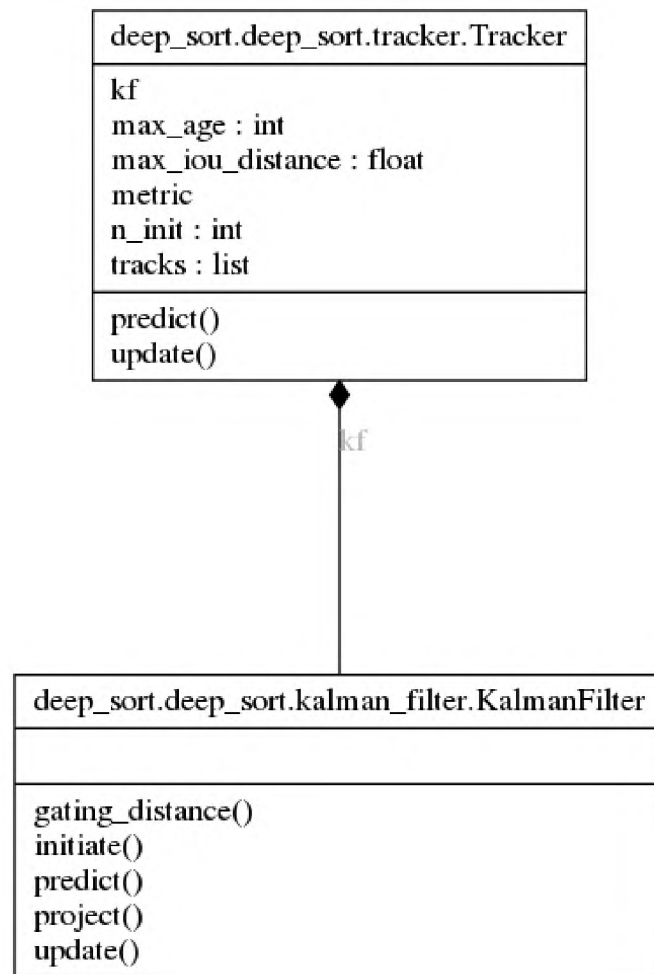 deep_sort.deep_sort.tracker.Tracker
kf
max_age : int
max_iou_distance : float
metric
n_init : int
tracks : list
predict()
update()
kf
deep_sort.deep_sort.kalman_filter.KalmanFilter
gating_distance()
initiate()
predict()
project()
update()